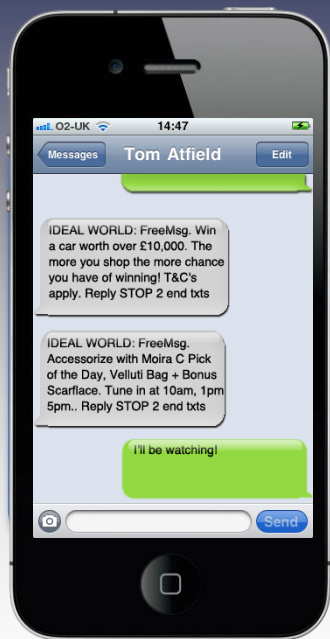 O2-UK 14:47
Messages Tom Atfield Edit
IDEAL WORLD: FreeMsg. Win
a car worth over £10,000. The
more you shop the more chance
you have of winning! T&C's
apply. Reply STOP 2 end txts
IDEAL WORLD: FreeMsg.
Accessorize with Moira C Pick
of the Day, Velluti Bag + Bonus
Scarflace. Tune in at 10am, 1pm
5pm.. Reply STOP 2 end txts
I'll be watching!
Send